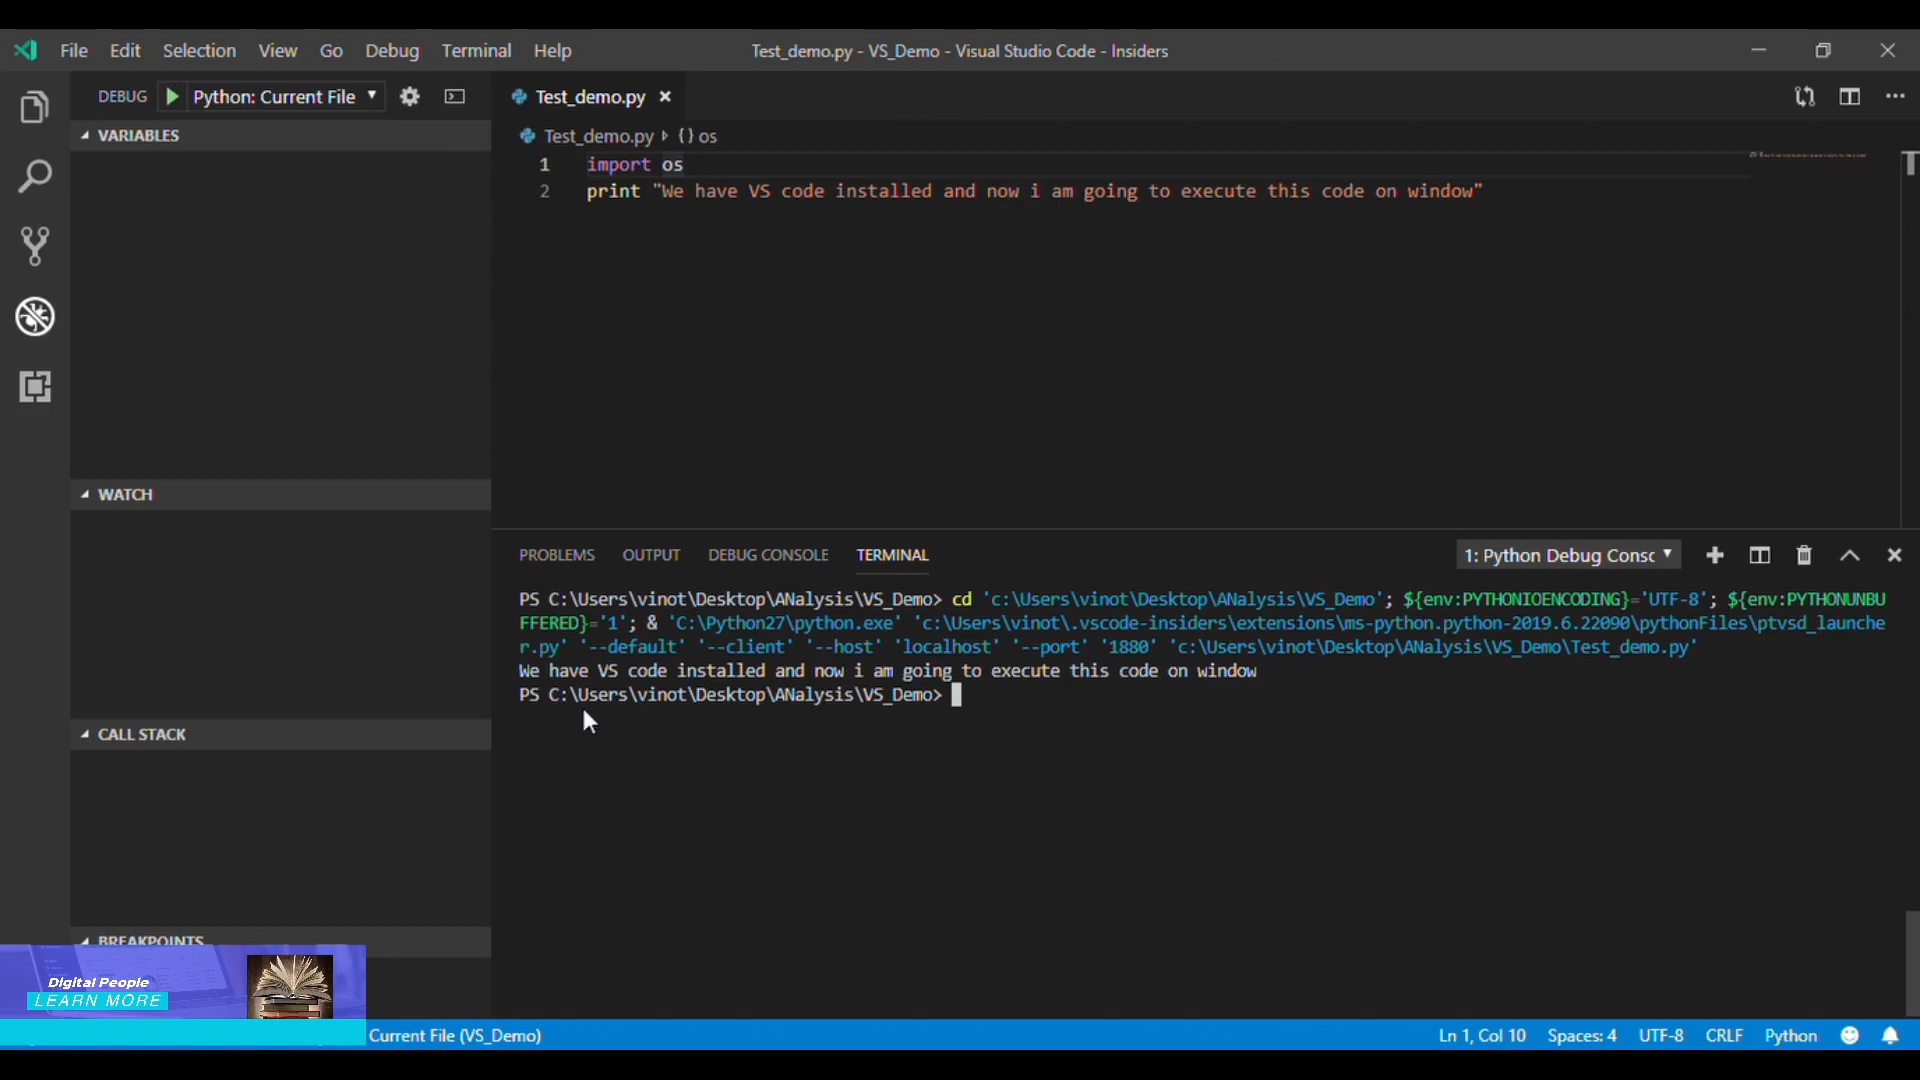 File Edit Selection View Go Debug Terminal Help
Test_demo.py - VS_Demo - Visual Studio Code - Insiders
DEBUG Python: Current File
Test_demo.py
VARIABLES
Test_demo.py {} os
1 import os
2 print "We have VS code installed and now i am going to execute this code on window"
WATCH
PROBLEMS OUTPUT DEBUG CONSOLE TERMINAL
1: Python Debug Consc
PS C:\Users\vinot\Desktop\ANalysis\VS_Demo> cd 'c:\Users\vinot\Desktop\ANalysis\VS_Demo'; ${env:PYTHONIOENCODING}='UTF-8'; ${env:PYTHONUNBU
FFERED}='1'; & 'C:\Python27\python.exe' 'c:\Users\vinot\.vscode-insiders\extensions\ms-python.python-2019.6.22090\pythonFiles\ptvsd_launche
r.py' '--default' '--client' '--host' 'localhost' '--port' '1880' 'c:\Users\vinot\Desktop\ANalysis\VS_Demo\Test_demo.py'
We have VS code installed and now i am going to execute this code on window
PS C:\Users\vinot\Desktop\ANalysis\VS_Demo>
CALL STACK
BREAKPOINTS
Digital People
LEARN MORE
Current File (VS_Demo)
Ln 1, Col 10 Spaces: 4 UTF-8 CRLF Python